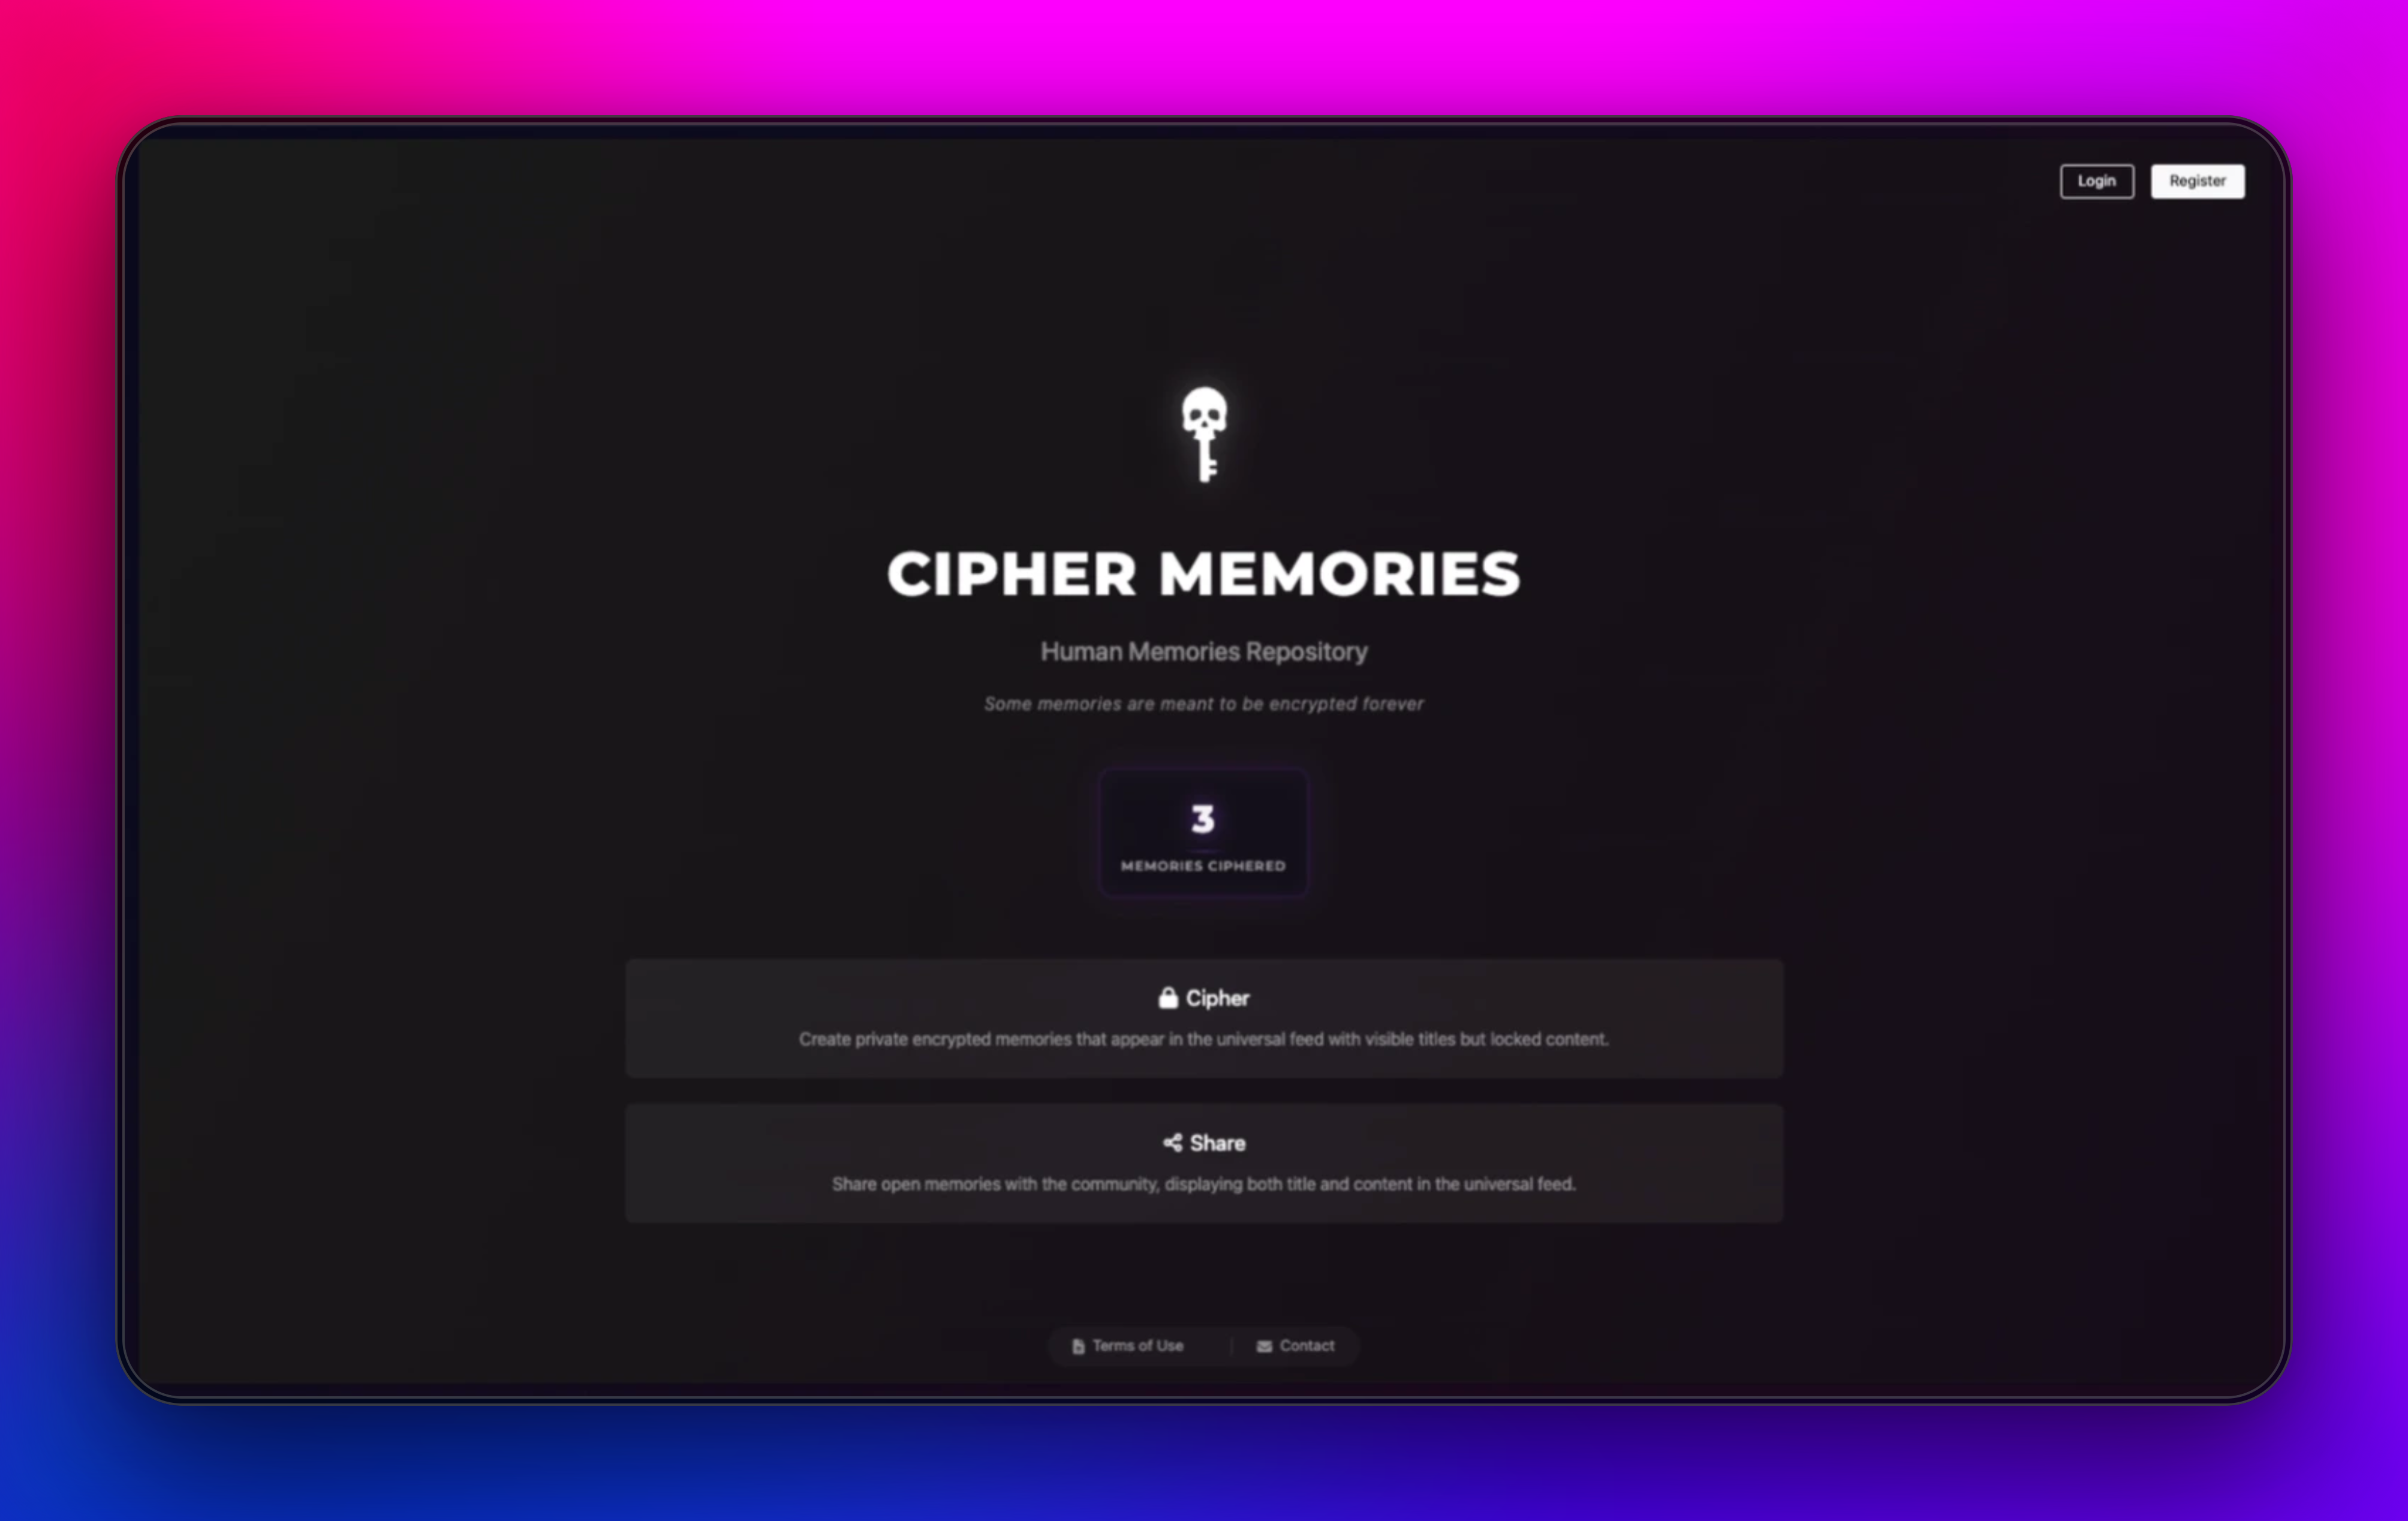 Login
Register
CIPHER MEMORIES
Human Memories Repository
Some memories are meant to be encrypted forever
3
MEMORIES CIPHERED
Cipher
Create private encrypted memories that appear in the universal feed with visible titles but locked content.
Share
Share open memories with the community, displaying both title and content in the universal feed.
Terms of Use
Contact